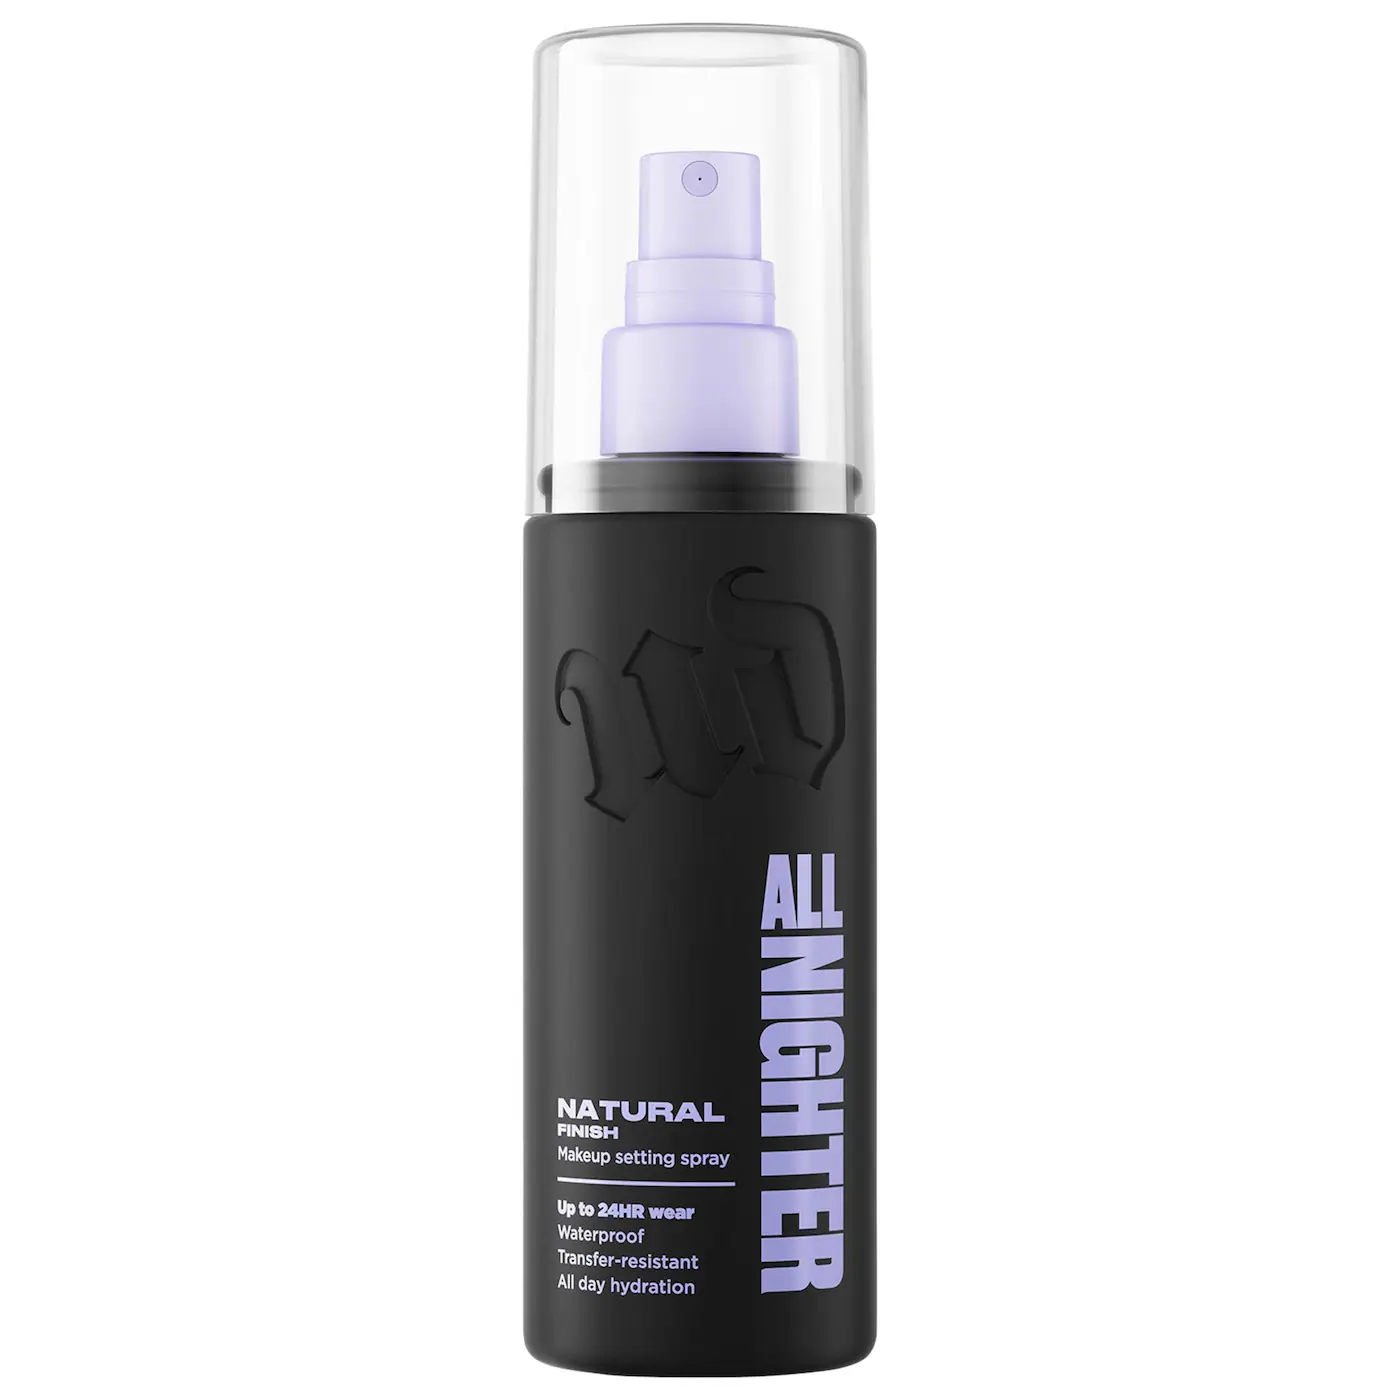 UD
ALL NIGHTER
NATURAL
FINISH
Makeup setting spray
Up to 24HR wear
Waterproof
Transfer-resistant
All day hydration